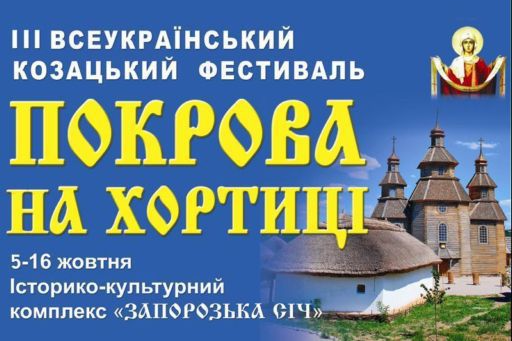 ІІІ ВСЕУКРАЇНСЬКИЙ
КОЗАЦЬКИЙ ФЕСТИВАЛЬ
ПОКРОВА
НА ХОРТИЦІ
5-16 жовтня
Історико-культурний
комплекс «ЗАПОРОЗЬКА СІЧ»